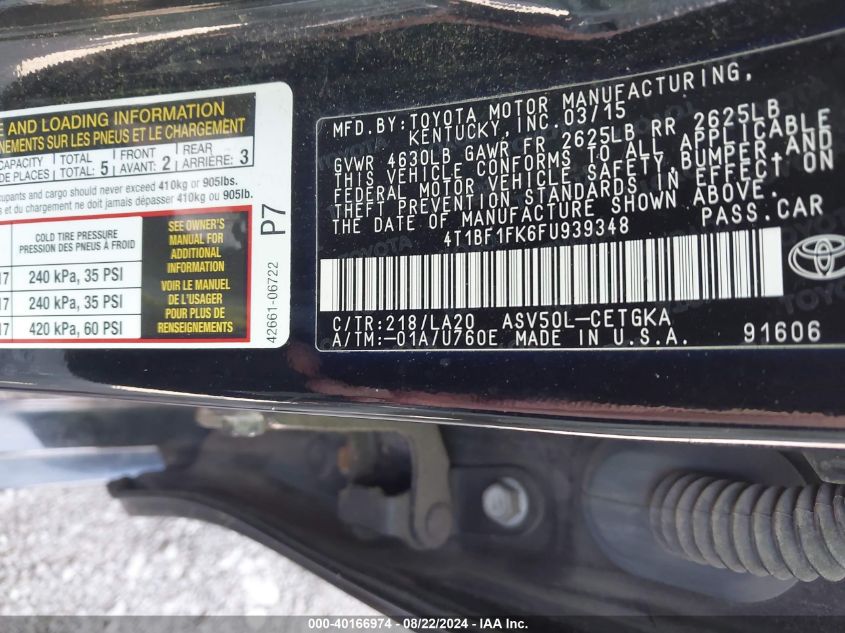 E AND LOADING INFORMATION
NEMENTS SUR LES PNEUS ET LE CHARGEMENT
CAPACITY TOTAL FRONT REAR
DE PLACES TOTAL 5 AVANT: 2 ARRIÈRE: 3
upants and cargo should never exceed 410kg or 905lbs.
s et du chargement ne doit jamais dépasser 410kg ou 905lb.
COLD TIRE PRESSURE
PRESSION DES PNEUS À FROID
17 240 kPa, 35 PSI
17 240 kPa, 35 PSI
17 420 kPa, 60 PSI
SEE OWNER'S
MANUAL FOR
ADDITIONAL
INFORMATION
VOIR LE MANUEL
DE L'USAGER
POUR PLUS DE
RENSEIGNEMENTS
42661-06722 P7
MFD.BY:TOYOTA MOTOR MANUFACTURING,
KENTUCKY, INC. 03/15
GVWR 4630LB GAWR FR 2625LB RR 2625LB
THIS VEHICLE CONFORMS TO ALL APPLICABLE
FEDERAL MOTOR VEHICLE SAFETY, BUMPER AND
THEFT PREVENTION STANDARDS IN EFFECT ON
THE DATE OF MANUFACTURE SHOWN ABOVE.
4T1BF1FK6FU939348 PASS.CAR
C/TR:218/LA20 ASV50L-CETGKA
A/TM:-01A/U760E MADE IN U.S.A. 91606
000-40166974 - 08/22/2024 - IAA Inc.